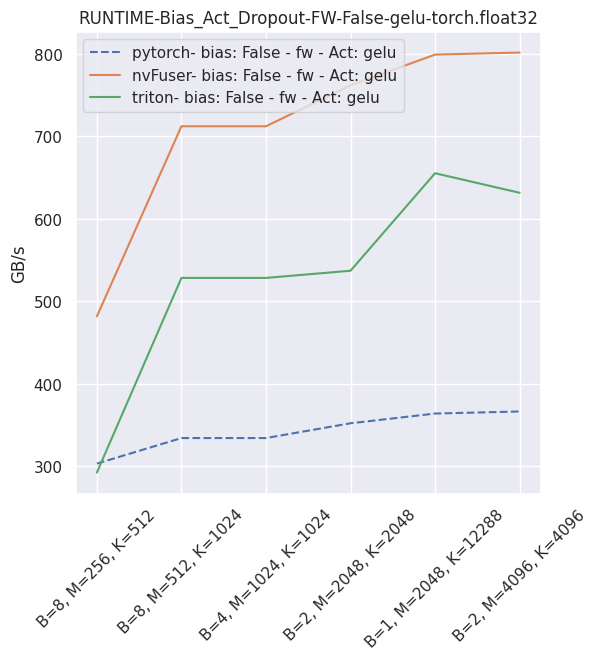 RUNTIME-Bias_Act_Dropout-FW-False-gelu-torch.float32
pytorch- bias: False - fw - Act: gelu
nvFuser- bias: False - fw - Act: gelu
triton- bias: False - fw - Act: gelu
GB/s
800
700
600
500
400
300
B=8, M=256, K=512
B=8, M=512, K=1024
B=4, M=1024, K=1024
B=2, M=2048, K=2048
B=1, M=2048, K=12288
B=2, M=4096, K=4096